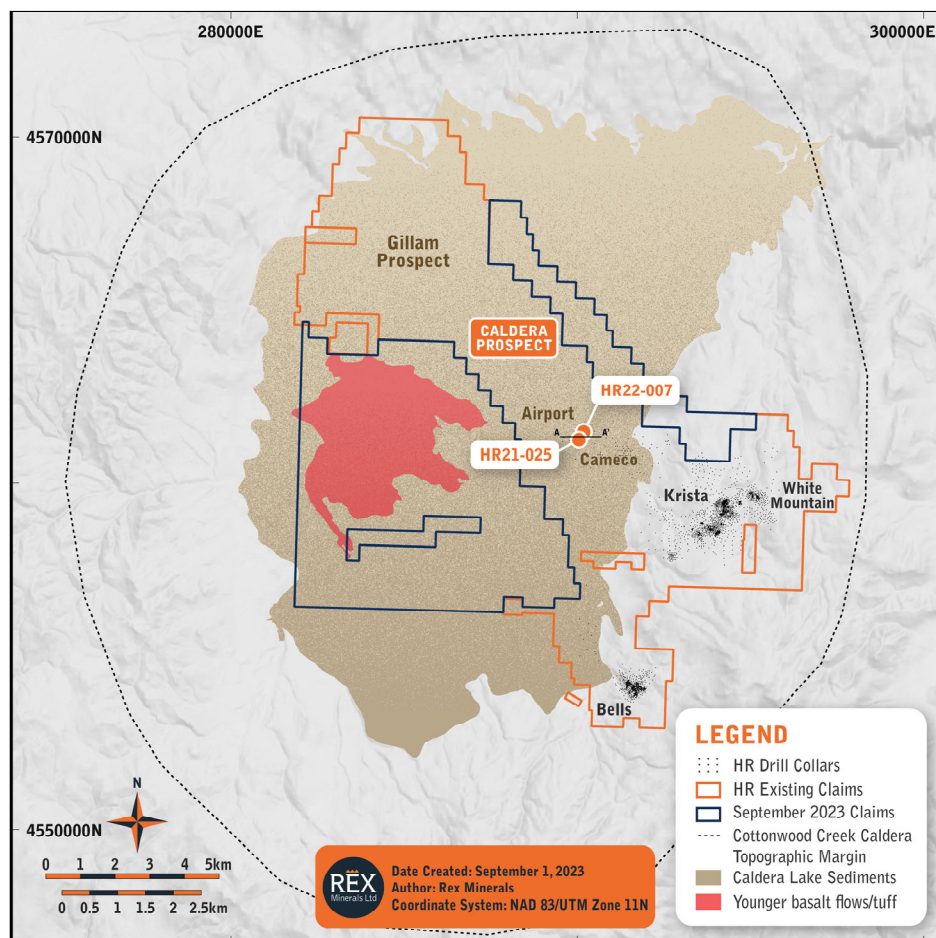 280000E
300000E
4570000N
Gillam
Prospect
CALDERA
PROSPECT
HR22-007
Airport
A
A'
HR21-025
Cameco
Krista
White
Mountain
Bells
N
4550000N
0 1 2 3 4 5km
0 0.5 1 1.5 2 2.5km
REX
Minerals Ltd
Date Created: September 1, 2023
Author: Rex Minerals
Coordinate System: NAD 83/UTM Zone 11N
LEGEND
HR Drill Collars
HR Existing Claims
September 2023 Claims
Cottonwood Creek Caldera
Topographic Margin
Caldera Lake Sediments
Younger basalt flows/tuff